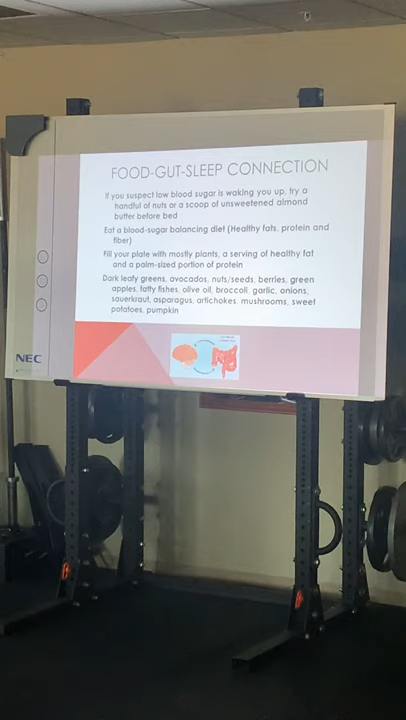 FOOD-GUT-SLEEP CONNECTION
If you suspect low blood sugar is waking you up, try a
handful of nuts or a scoop of unsweetened almond
butter before bed
Eat a blood-sugar balancing diet (Healthy fats, protein and
fiber)
Fill your plate with mostly plants, a serving of healthy fat
and a palm-sized portion of protein
Dark leafy greens, avocados, nuts/seeds, berries, green
apples, fatty fishes, olive oil, broccoli, garlic, onions,
sauerkraut, asparagus, artichokes, mushrooms, sweet
potatoes, pumpkin
NEC